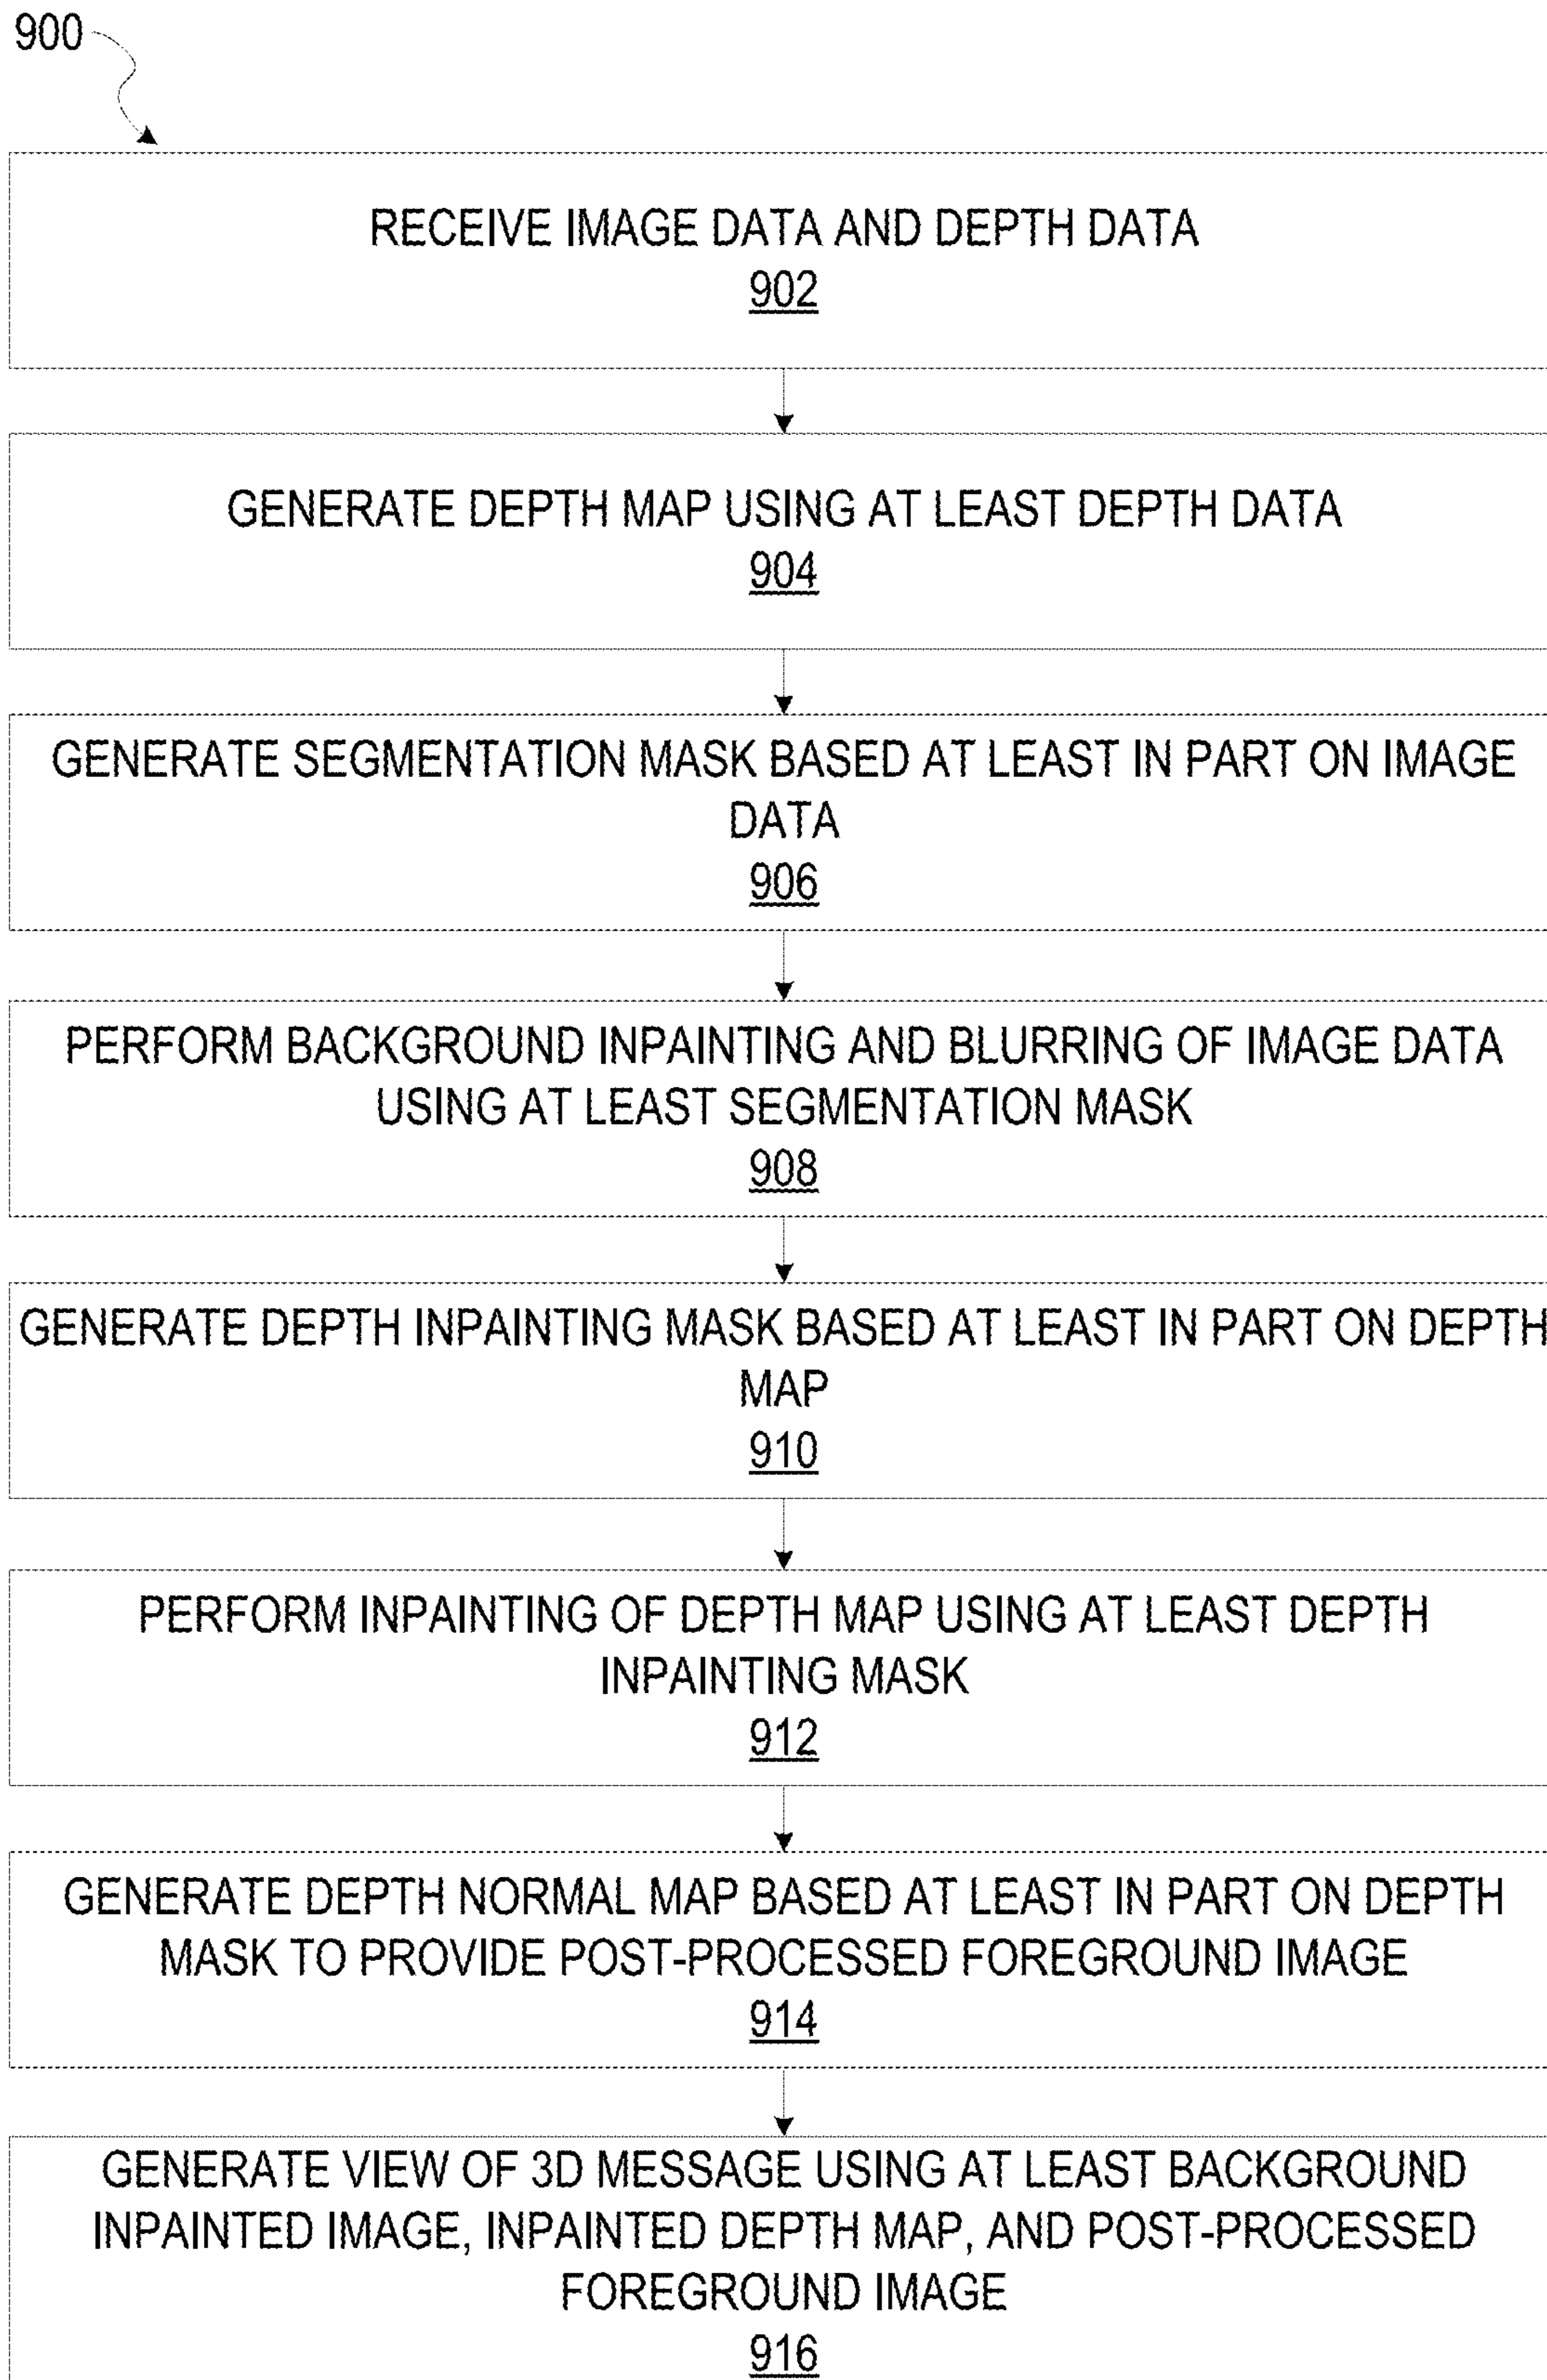 900
RECEIVE IMAGE DATA AND DEPTH DATA
902
GENERATE DEPTH MAP USING AT LEAST DEPTH DATA
904
GENERATE SEGMENTATION MASK BASED AT LEAST IN PART ON IMAGE
DATA
906
PERFORM BACKGROUND INPAINTING AND BLURRING OF IMAGE DATA
USING AT LEAST SEGMENTATION MASK
908
GENERATE DEPTH INPAINTING MASK BASED AT LEAST IN PART ON DEPTH
MAP
910
PERFORM INPAINTING OF DEPTH MAP USING AT LEAST DEPTH
INPAINTING MASK
912
GENERATE DEPTH NORMAL MAP BASED AT LEAST IN PART ON DEPTH
MASK TO PROVIDE POST-PROCESSED FOREGROUND IMAGE
914
GENERATE VIEW OF 3D MESSAGE USING AT LEAST BACKGROUND
INPAINTED IMAGE, INPAINTED DEPTH MAP, AND POST-PROCESSED
FOREGROUND IMAGE
916